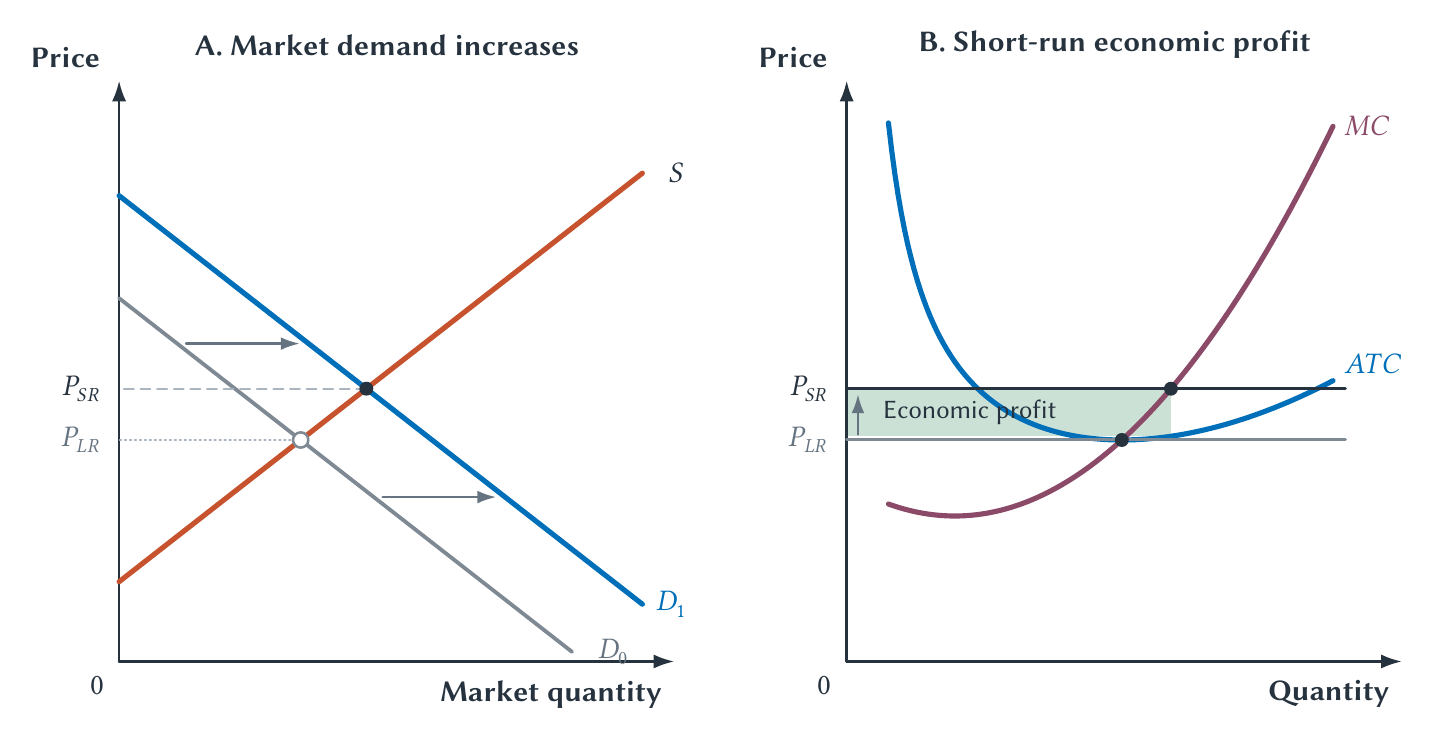 A. Market demand increases
Price
S
P_SR
P_LR
D_1
D_0
0
Market quantity
B. Short-run economic profit
Price
MC
ATC
P_SR
Economic profit
P_LR
0
Quantity